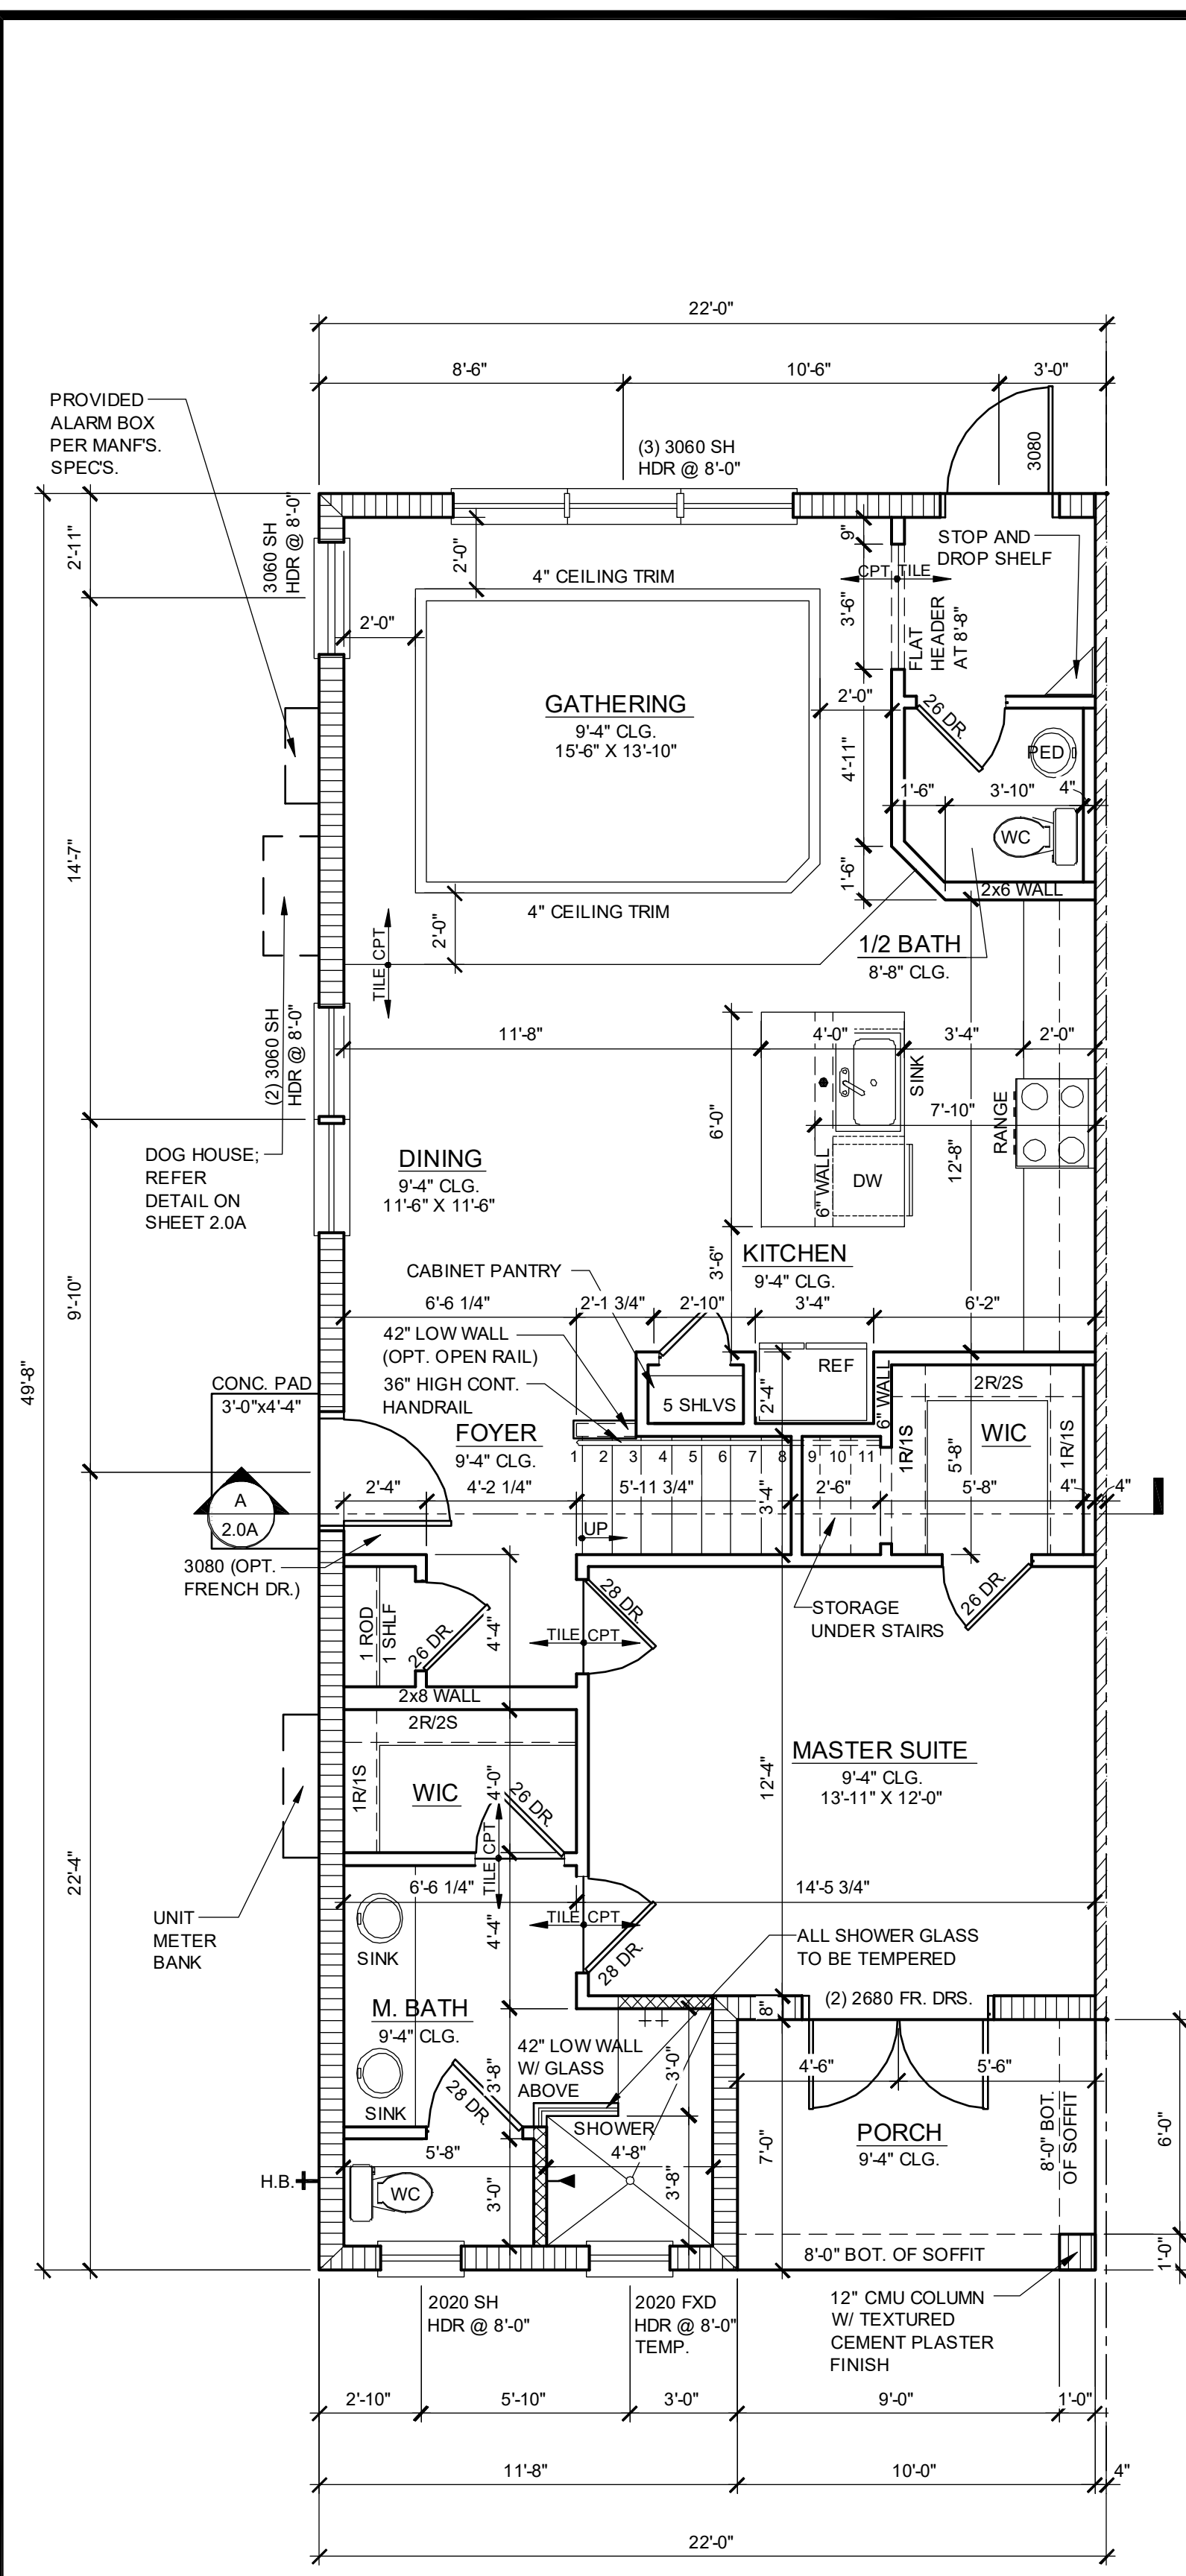 22'-0"
8'-6"
10'-6"
3'-0"
PROVIDED
ALARM BOX
PER MANF'S.
SPEC'S.
(3) 3060 SH
HDR @ 8'-0"
3080
2'-11"
3060 SH
HDR @ 8'-0"
2'-0"
4" CEILING TRIM
9"
STOP AND
DROP SHELF
CPT
TILE
2'-0"
3'-6"
FLAT
HEADER
AT 8'-8"
GATHERING
9'-4" CLG.
15'-6" X 13'-10"
2'-0"
26 DR.
PED
4'-11"
1'-6"
3'-10"
4"
WC
14'-7"
1'-6"
2x6 WALL
4" CEILING TRIM
2'-0"
TILE
CPT
1/2 BATH
8'-8" CLG.
(2) 3060 SH
HDR @ 8'-0"
11'-8"
4'-0"
3'-4"
2'-0"
SINK
7'-10"
RANGE
6'-0"
12'-8"
DOG HOUSE;
REFER
DETAIL ON
SHEET 2.0A
DINING
9'-4" CLG.
11'-6" X 11'-6"
6" WALL
DW
KITCHEN
9'-4" CLG.
3'-6"
CABINET PANTRY
9'-10"
6'-6 1/4"
2'-1 3/4"
2'-10"
3'-4"
6'-2"
42" LOW WALL
(OPT. OPEN RAIL)
36" HIGH CONT.
HANDRAIL
REF
49'-8"
CONC. PAD
3'-0"x4'-4"
5 SHLVS
2'-4"
6" WALL
2R/2S
1R/1S
WIC
1R/1S
5'-8"
FOYER
9'-4" CLG.
1 2 3 4 5 6 7 8 9 10 11
2'-4"
4'-2 1/4"
5'-11 3/4"
3'-4"
2'-6"
5'-8"
4"
4"
A
2.0A
UP
3080 (OPT.
FRENCH DR.)
28 DR.
26 DR.
STORAGE
UNDER STAIRS
1 ROD
1 SHLF
26 DR.
4'-4"
TILE
CPT
2x8 WALL
2R/2S
1R/1S
WIC
4'-0"
26 DR.
MASTER SUITE
9'-4" CLG.
13'-11" X 12'-0"
12'-4"
TILE
CPT
22'-4"
6'-6 1/4"
14'-5 3/4"
UNIT
METER
BANK
SINK
4'-4"
TILE
CPT
28 DR.
ALL SHOWER GLASS
TO BE TEMPERED
(2) 2680 FR. DRS.
8"
M. BATH
9'-4" CLG.
42" LOW WALL
W/ GLASS
ABOVE
3'-8"
3'-0"
4'-6"
5'-6"
SINK
28 DR.
SHOWER
PORCH
9'-4" CLG.
8'-0" BOT.
OF SOFFIT
6'-0"
7'-0"
5'-8"
4'-8"
H.B.
WC
3'-0"
3'-8"
8'-0" BOT. OF SOFFIT
1'-0"
2020 SH
HDR @ 8'-0"
2020 FXD
HDR @ 8'-0"
TEMP.
12" CMU COLUMN
W/ TEXTURED
CEMENT PLASTER
FINISH
2'-10"
5'-10"
3'-0"
9'-0"
1'-0"
11'-8"
10'-0"
4"
22'-0"